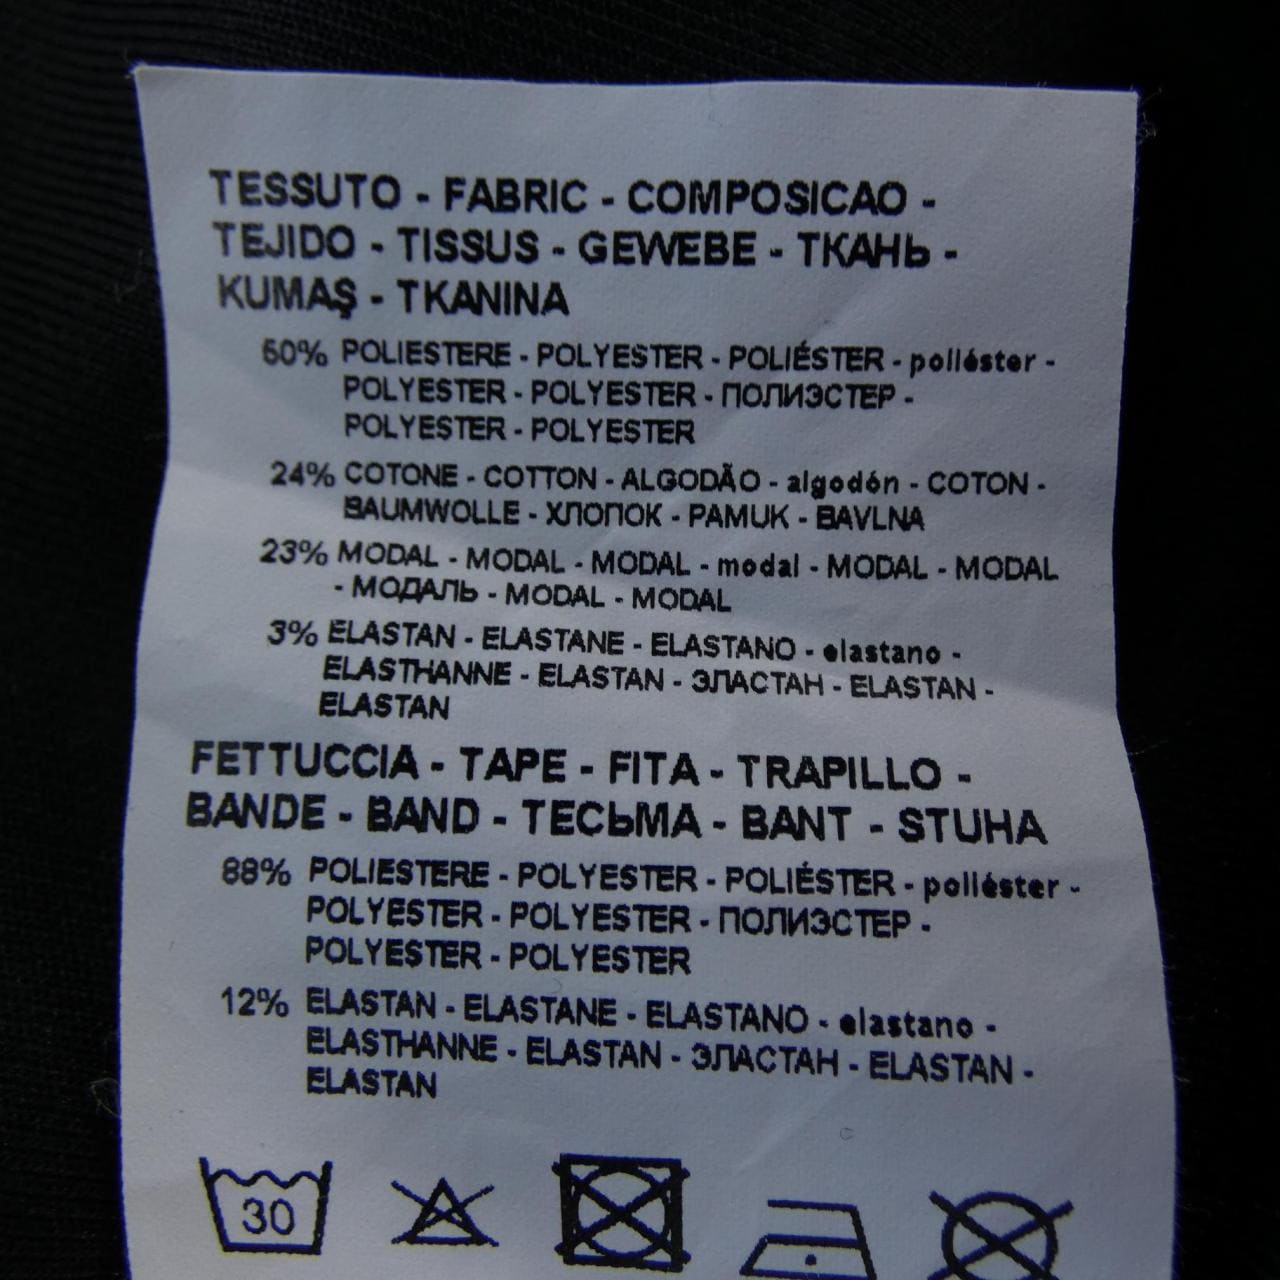 TESSUTO - FABRIC - COMPOSICAO -
TEJIDO - TISSUS - GEWEBE - ТКАНЬ -
KUMAŞ - TKANINA
50% POLIESTERE - POLYESTER - POLIÉSTER - poliéster -
POLYESTER - POLYESTER - ПОЛИЭСТЕР -
POLYESTER - POLYESTER
24% COTONE - COTTON - ALGODÃO - algodón - COTON -
BAUMWOLLE - ХЛОПОК - PAMUK - BAVLNA
23% MODAL - MODAL - MODAL - modal - MODAL - MODAL
- МОДАЛЬ - MODAL - MODAL
3% ELASTAN - ELASTANE - ELASTANO - elastano -
ELASTHANNE - ELASTAN - ЭЛАСТАН - ELASTAN -
ELASTAN
FETTUCCIA - TAPE - FITA - TRAPILLO -
BANDE - BAND - ТЕСЬМА - BANT - STUHA
88% POLIESTERE - POLYESTER - POLIÉSTER - poliéster -
POLYESTER - POLYESTER - ПОЛИЭСТЕР -
POLYESTER - POLYESTER
12% ELASTAN - ELASTANE - ELASTANO - elastano -
ELASTHANNE - ELASTAN - ЭЛАСТАН - ELASTAN -
ELASTAN
30